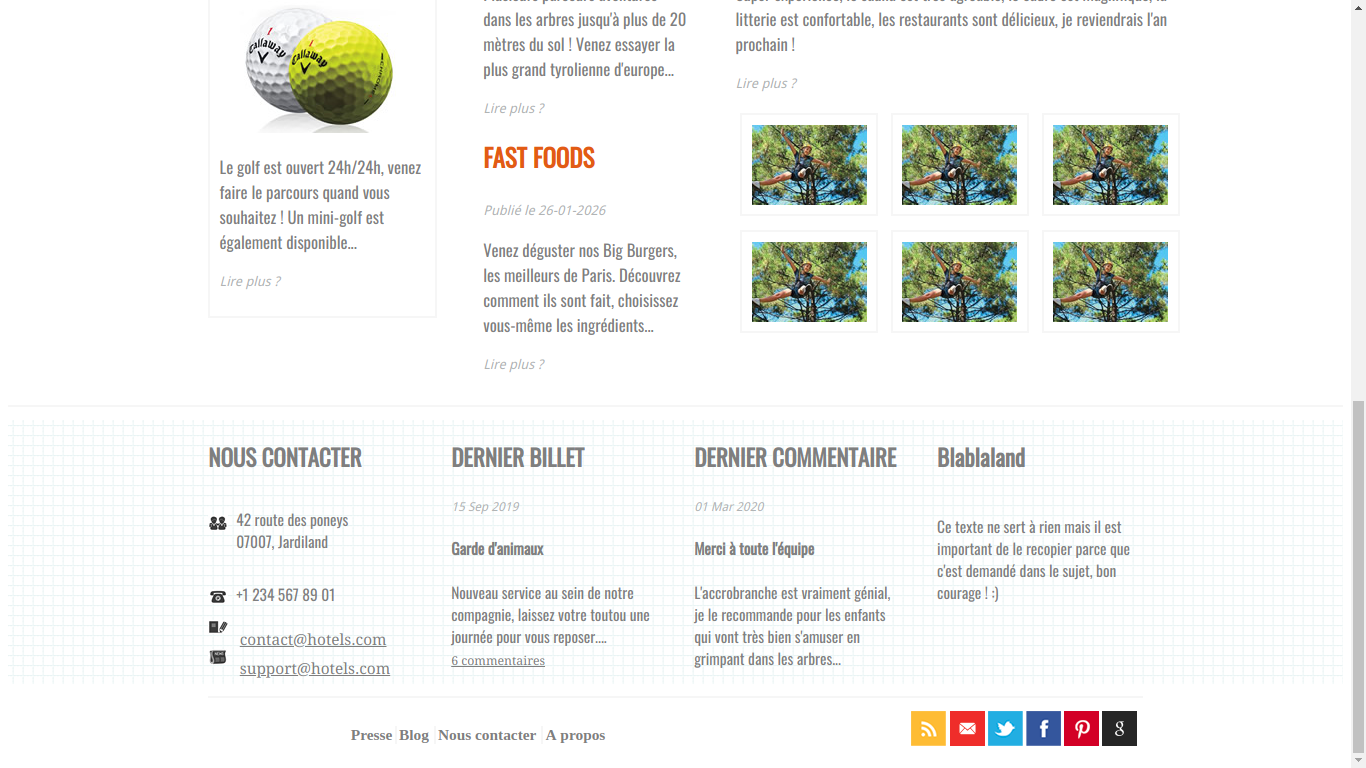 Callaway
Callaway
Le golf est ouvert 24h/24h, venez
faire le parcours quand vous
souhaitez ! Un mini-golf est
également disponible...
Lire plus ?
dans les arbres jusqu'à plus de 20
mètres du sol ! Venez essayer la
plus grand tyrolienne d'europe...
Lire plus ?
FAST FOODS
Publié le 26-01-2026
Venez déguster nos Big Burgers,
les meilleurs de Paris. Découvrez
comment ils sont fait, choisissez
vous-même les ingrédients...
Lire plus ?
litterie est confortable, les restaurants sont délicieux, je reviendrais l'an
prochain !
Lire plus ?
NOUS CONTACTER
42 route des poneys
07007, Jardiland
+1 234 567 89 01
contact@hotels.com
support@hotels.com
DERNIER BILLET
15 Sep 2019
Garde d'animaux
Nouveau service au sein de notre
compagnie, laissez votre toutou une
journée pour vous reposer....
6 commentaires
DERNIER COMMENTAIRE
01 Mar 2020
Merci à toute l'équipe
L'accrobranche est vraiment génial,
je le recommande pour les enfants
qui vont très bien s'amuser en
grimpant dans les arbres...
Blablaland
Ce texte ne sert à rien mais il est
important de le recopier parce que
c'est demandé dans le sujet, bon
courage ! :)
Presse Blog Nous contacter A propos